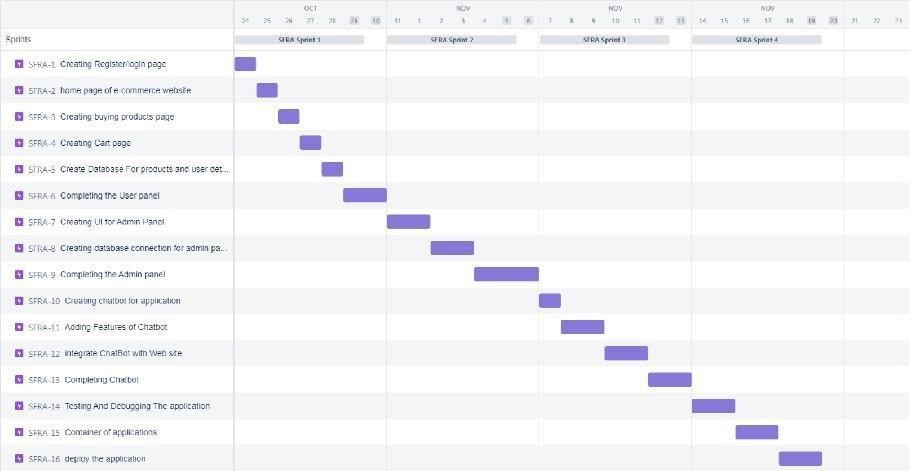 OCT NOV NOV NOV
24 25 26 27 28 29 30 31 1 2 3 4 5 6 7 8 9 10 11 12 13 14 15 16 17 18 19 20 21 22 23
Sprints SFRA Sprint 1 SFRA Sprint 2 SFRA Sprint 3 SFRA Sprint 4
SFRA-1 Creating Register/login page
SFRA-2 home page of e commerce website
SFRA-3 Creating buying products page
SFRA-4 Creating Cart page
SFRA-5 Create Database For products and user det...
SFRA-6 Completing the User panel
SFRA-7 Creating UI for Admin Panel
SFRA-8 Creating database connection for admin pa...
SFRA-9 Completing the Admin panel
SFRA-10 Creating chatbot for application
SFRA-11 Adding Features of Chatbot
SFRA-12 integrate ChatBot with Web site
SFRA-13 Completing Chatbot
SFRA-14 Testing And Debugging The application
SFRA-15 Container of applications
SFRA-16 deploy the application